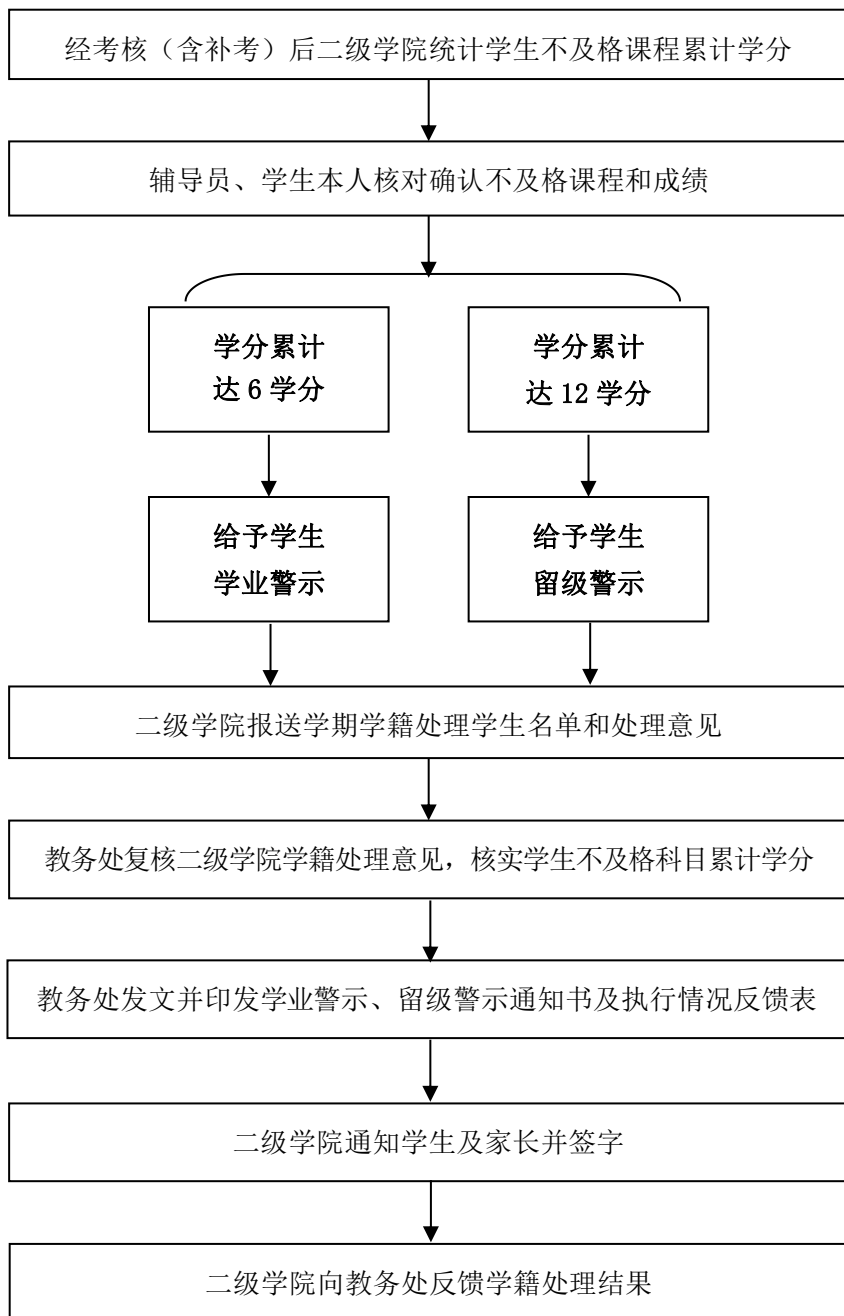 经考核（含补考）后二级学院统计学生不及格课程累计学分
辅导员、学生本人核对确认不及格课程和成绩
学分累计
达 6 学分
学分累计
达 12 学分
给予学生
学业警示
给予学生
留级警示
二级学院报送学期学籍处理学生名单和处理意见
教务处复核二级学院学籍处理意见，核实学生不及格科目累计学分
教务处发文并印发学业警示、留级警示通知书及执行情况反馈表
二级学院通知学生及家长并签字
二级学院向教务处反馈学籍处理结果